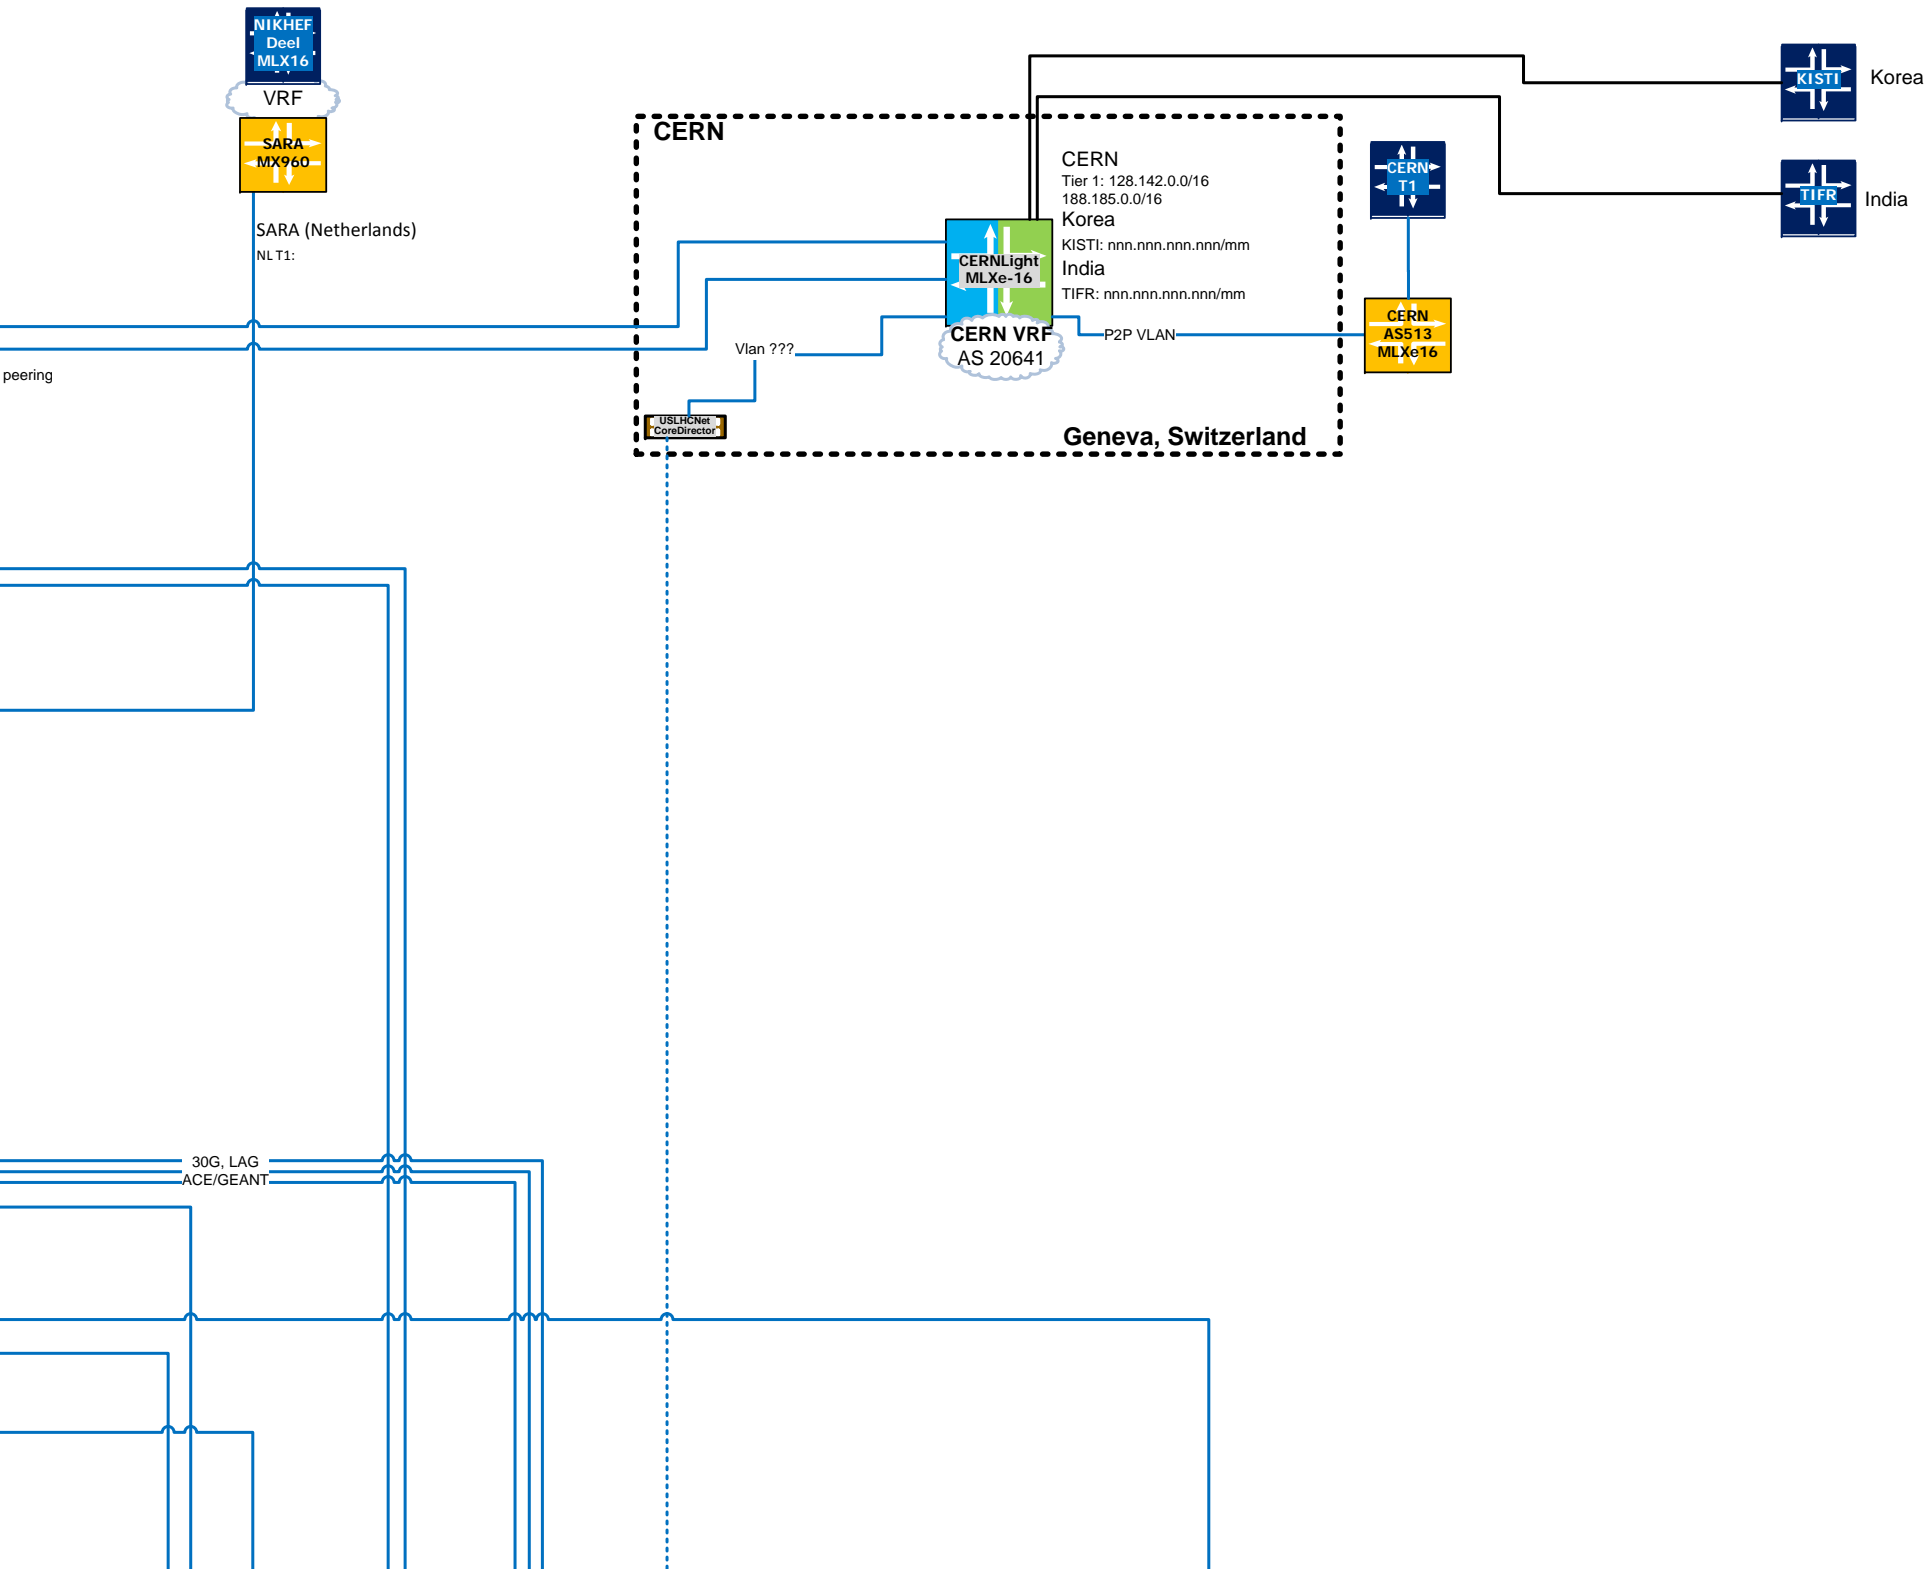 NIKHEF
Deel
MLX16
VRF
SARA
MX960
SARA (Netherlands)
NL T1:
peering
CERN
CERN
Tier 1: 128.142.0.0/16
188.185.0.0/16
Korea
KISTI: nnn.nnn.nnn.nnn/mm
India
TIFR: nnn.nnn.nnn.nnn/mm
CERNLight
MLXe-16
CERN VRF
AS 20641
P2P VLAN
Vlan ???
USLHCNet
CoreDirector
Geneva, Switzerland
CERN
T1
CERN
AS513
MLXe16
KISTI
Korea
TIFR
India
30G, LAG
ACE/GEANT